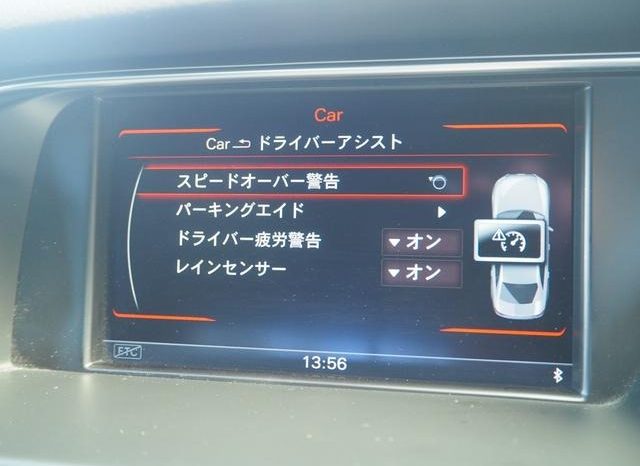 Car
Car ドライバーアシスト
スピードオーバー警告
パーキングエイド
ドライバー疲労警告 オン
レインセンサー オン
ETC
13:56